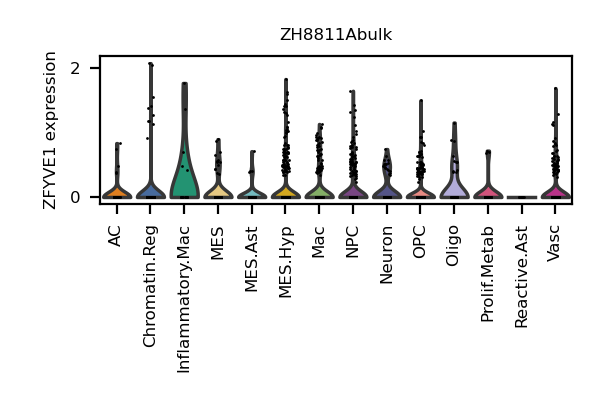 ZH8811Abulk
ZFYVE1 expression
2
0
AC
Chromatin.Reg
Inflammatory.Mac
MES
MES.Ast
MES.Hyp
Mac
NPC
Neuron
OPC
Oligo
Prolif.Metab
Reactive.Ast
Vasc